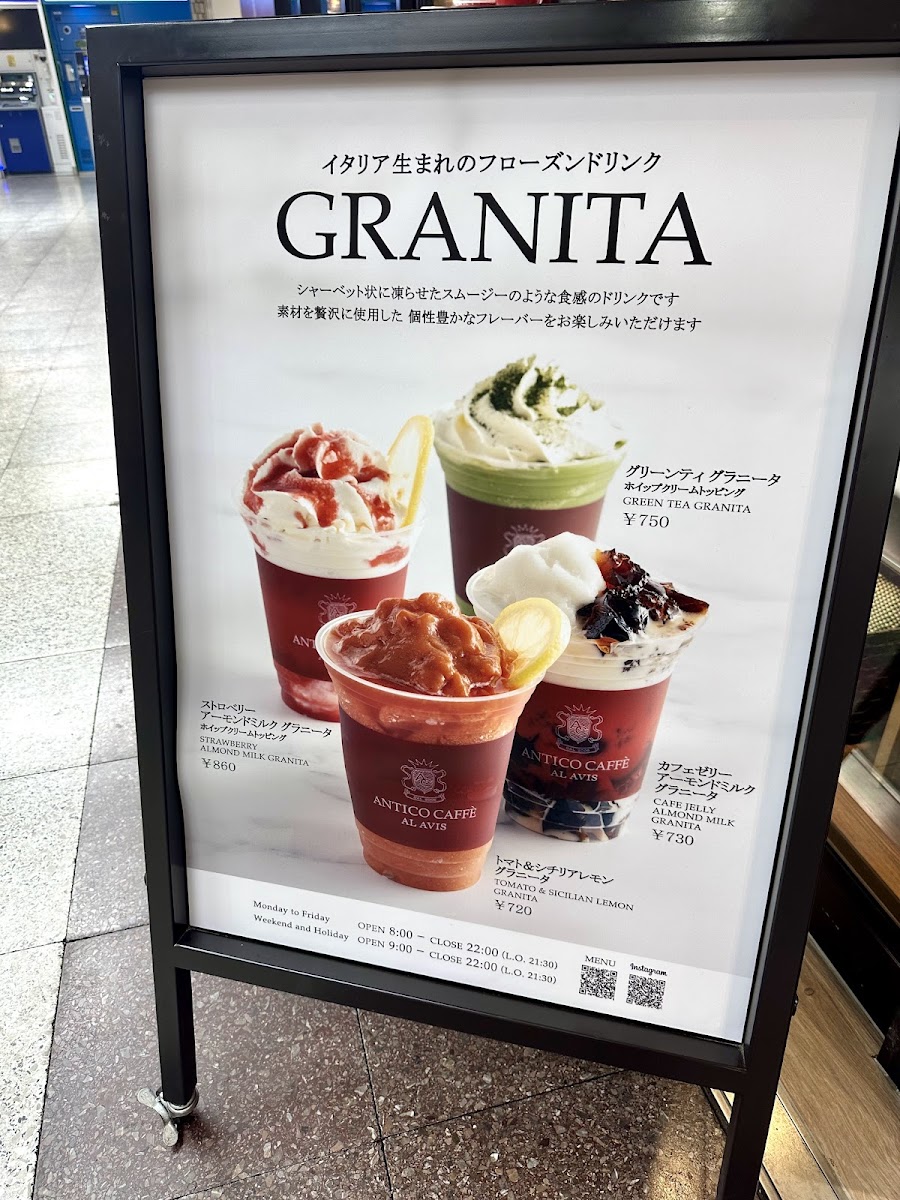 イタリア生まれのフローズンドリンク
GRANITA
シャーベット状に凍らせたスムージーのような食感のドリンクです
素材を贅沢に使用した 個性豊かなフレーバーをお楽しみいただけます
グリーンティ グラニータ
ホイップクリームトッピング
GREEN TEA GRANITA
¥750
ストロベリー
アーモンドミルク グラニータ
ホイップクリームトッピング
STRAWBERRY
ALMOND MILK GRANITA
¥860
ANTICO CAFFÈ
AL AVIS
ANTICO CAFFÈ
AL AVIS
カフェゼリー
アーモンドミルク
グラニータ
CAFE JELLY
ALMOND MILK
GRANITA
¥730
トマト&シチリアレモン
グラニータ
TOMATO & SICILIAN LEMON
GRANITA
¥720
Monday to Friday OPEN 8:00 – CLOSE 22:00 (L.O. 21:30)
Weekend and Holiday OPEN 9:00 – CLOSE 22:00 (L.O. 21:30)
MENU
Instagram